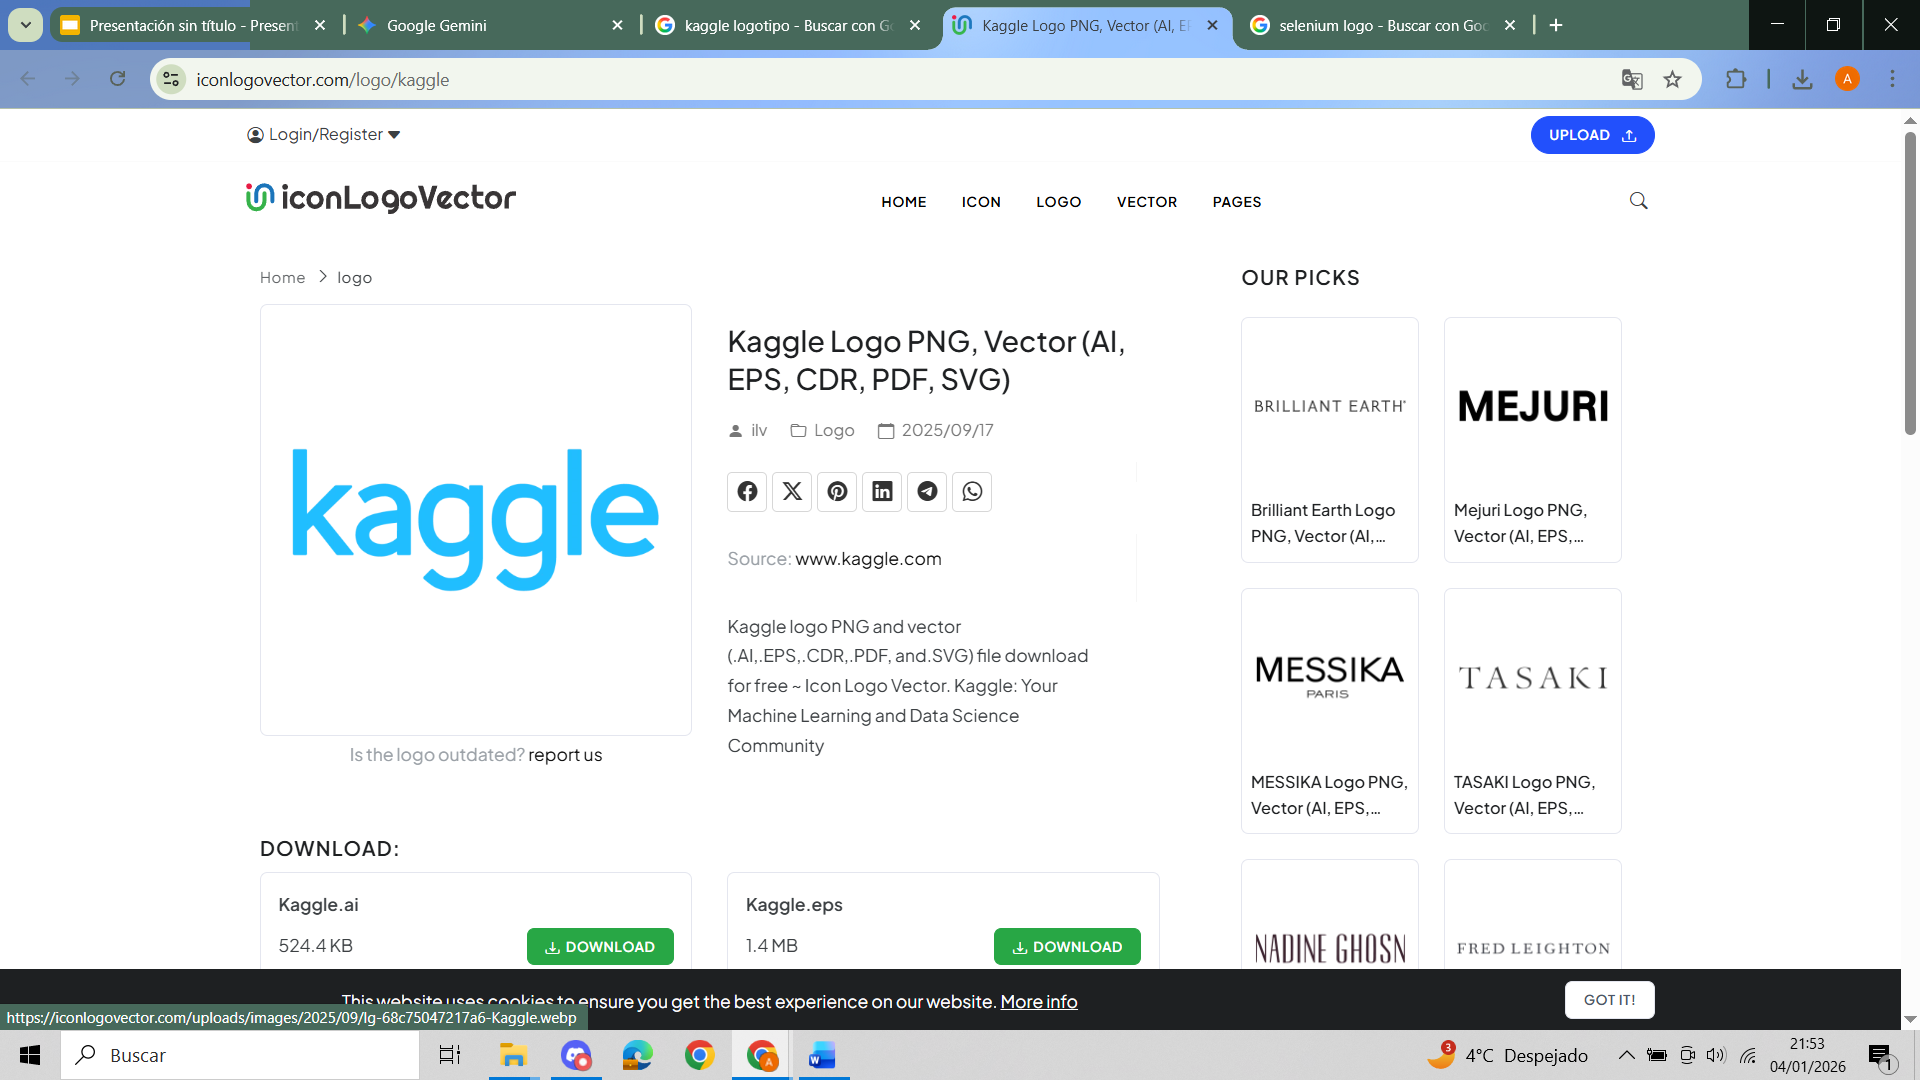 Presentación sin título - Present
Google Gemini
kaggle logotipo - Buscar con Go
Kaggle Logo PNG, Vector (AI, EP
selenium logo - Buscar con Goo
iconlogovector.com/logo/kaggle
A
Login/Register
UPLOAD
iconLogoVector
HOME
ICON
LOGO
VECTOR
PAGES
Home > logo
kaggle
Is the logo outdated? report us
Kaggle Logo PNG, Vector (AI,
EPS, CDR, PDF, SVG)
ilv
Logo
2025/09/17
Source: www.kaggle.com
Kaggle logo PNG and vector
(.AI,.EPS,.CDR,.PDF, and.SVG) file download
for free ~ Icon Logo Vector. Kaggle: Your
Machine Learning and Data Science
Community
DOWNLOAD:
Kaggle.ai
524.4 KB
DOWNLOAD
Kaggle.eps
1.4 MB
DOWNLOAD
OUR PICKS
BRILLIANT EARTH
Brilliant Earth Logo
PNG, Vector (AI,...
MEJURI
Mejuri Logo PNG,
Vector (AI, EPS,...
MESSIKA
PARIS
MESSIKA Logo PNG,
Vector (AI, EPS,...
TASAKI
TASAKI Logo PNG,
Vector (AI, EPS,...
NADINE GHOSN
FRED LEIGHTON
This website uses cookies to ensure you get the best experience on our website. More info
GOT IT!
https://iconlogovector.com/uploads/images/2025/09/lg-68c75047217a6-Kaggle.webp
Buscar
A
W
3
4°C Despejado
21:53
04/01/2026
1